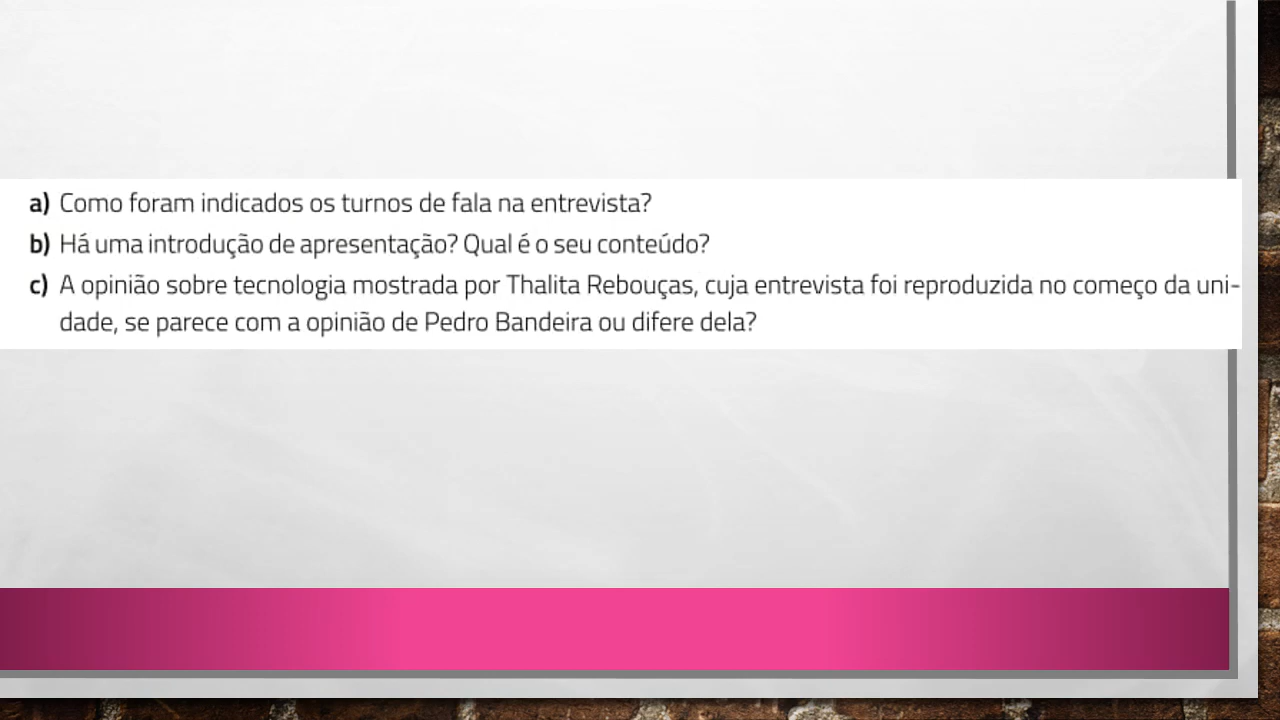 a) Como foram indicados os turnos de fala na entrevista?
b) Há uma introdução de apresentação? Qual é o seu conteúdo?
c) A opinião sobre tecnologia mostrada por Thalita Rebouças, cuja entrevista foi reproduzida no começo da uni-
dade, se parece com a opinião de Pedro Bandeira ou difere dela?